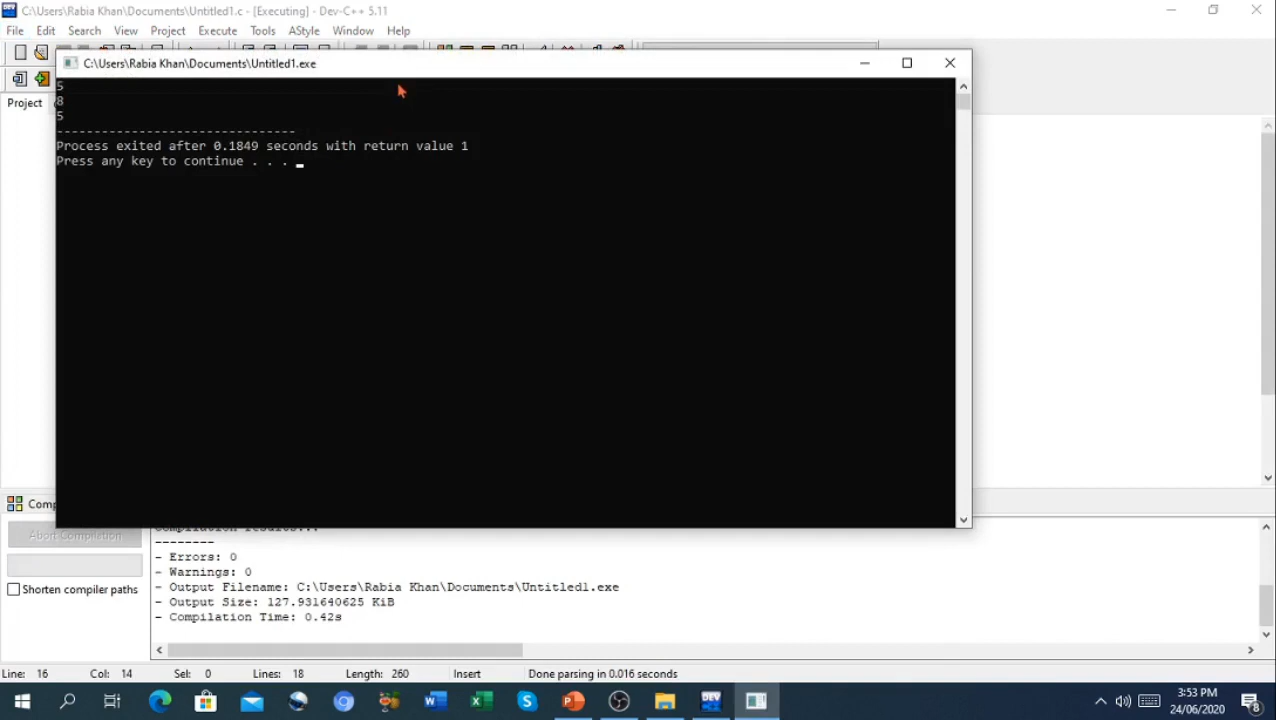 C:\Users\Rabia Khan\Documents\Untitled1.c - [Executing] - Dev-C++ 5.11
File Edit Search View Project Execute Tools AStyle Window Help
C:\Users\Rabia Khan\Documents\Untitled1.exe
Project
5
8
5
--------------------------------
Process exited after 0.1849 seconds with return value 1
Press any key to continue . . .
Comp
Abort Compilation
Shorten compiler paths
Compilation results...
--------
- Errors: 0
- Warnings: 0
- Output Filename: C:\Users\Rabia Khan\Documents\Untitled1.exe
- Output Size: 127.931640625 KiB
- Compilation Time: 0.42s
Line: 16 Col: 14 Sel: 0 Lines: 18 Length: 260 Insert Done parsing in 0.016 seconds
3:53 PM
24/06/2020
8